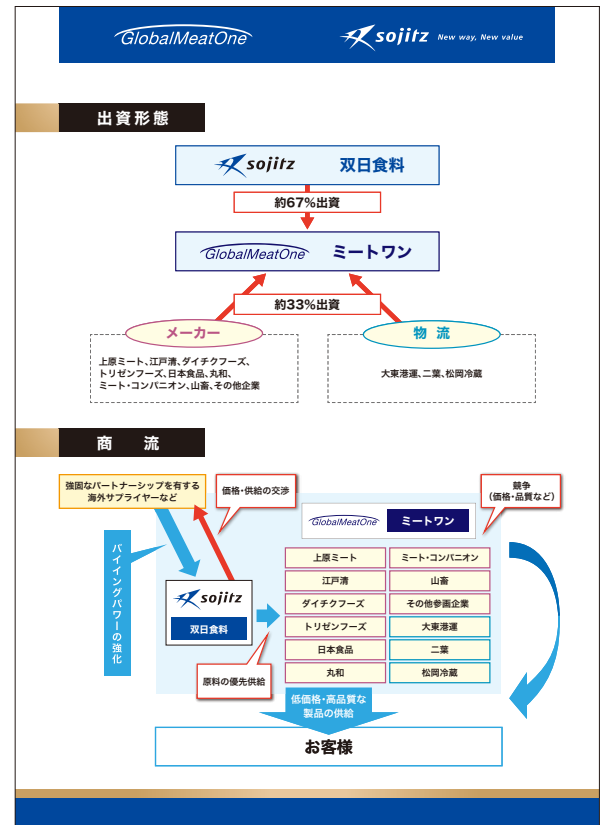 GlobalMeatOne
sojitz New way, New value
出資形態
sojitz 双日食料
約67%出資
GlobalMeatOne ミートワン
約33%出資
メーカー
上原ミート、江戸清、ダイチクフーズ、
トリゼンフーズ、日本食品、丸和、
ミート・コンパニオン、山畜、その他企業
物流
大東港運、二葉、松岡冷蔵
商流
強固なパートナーシップを有する
海外サプライヤーなど
価格・供給の交渉
競争
(価格・品質など)
バイイングパワーの強化
GlobalMeatOne ミートワン
sojitz
双日食料
原料の優先供給
上原ミート
江戸清
ダイチクフーズ
トリゼンフーズ
日本食品
丸和
ミート・コンパニオン
山畜
その他参画企業
大東港運
二葉
松岡冷蔵
低価格・高品質な
製品の供給
お客様